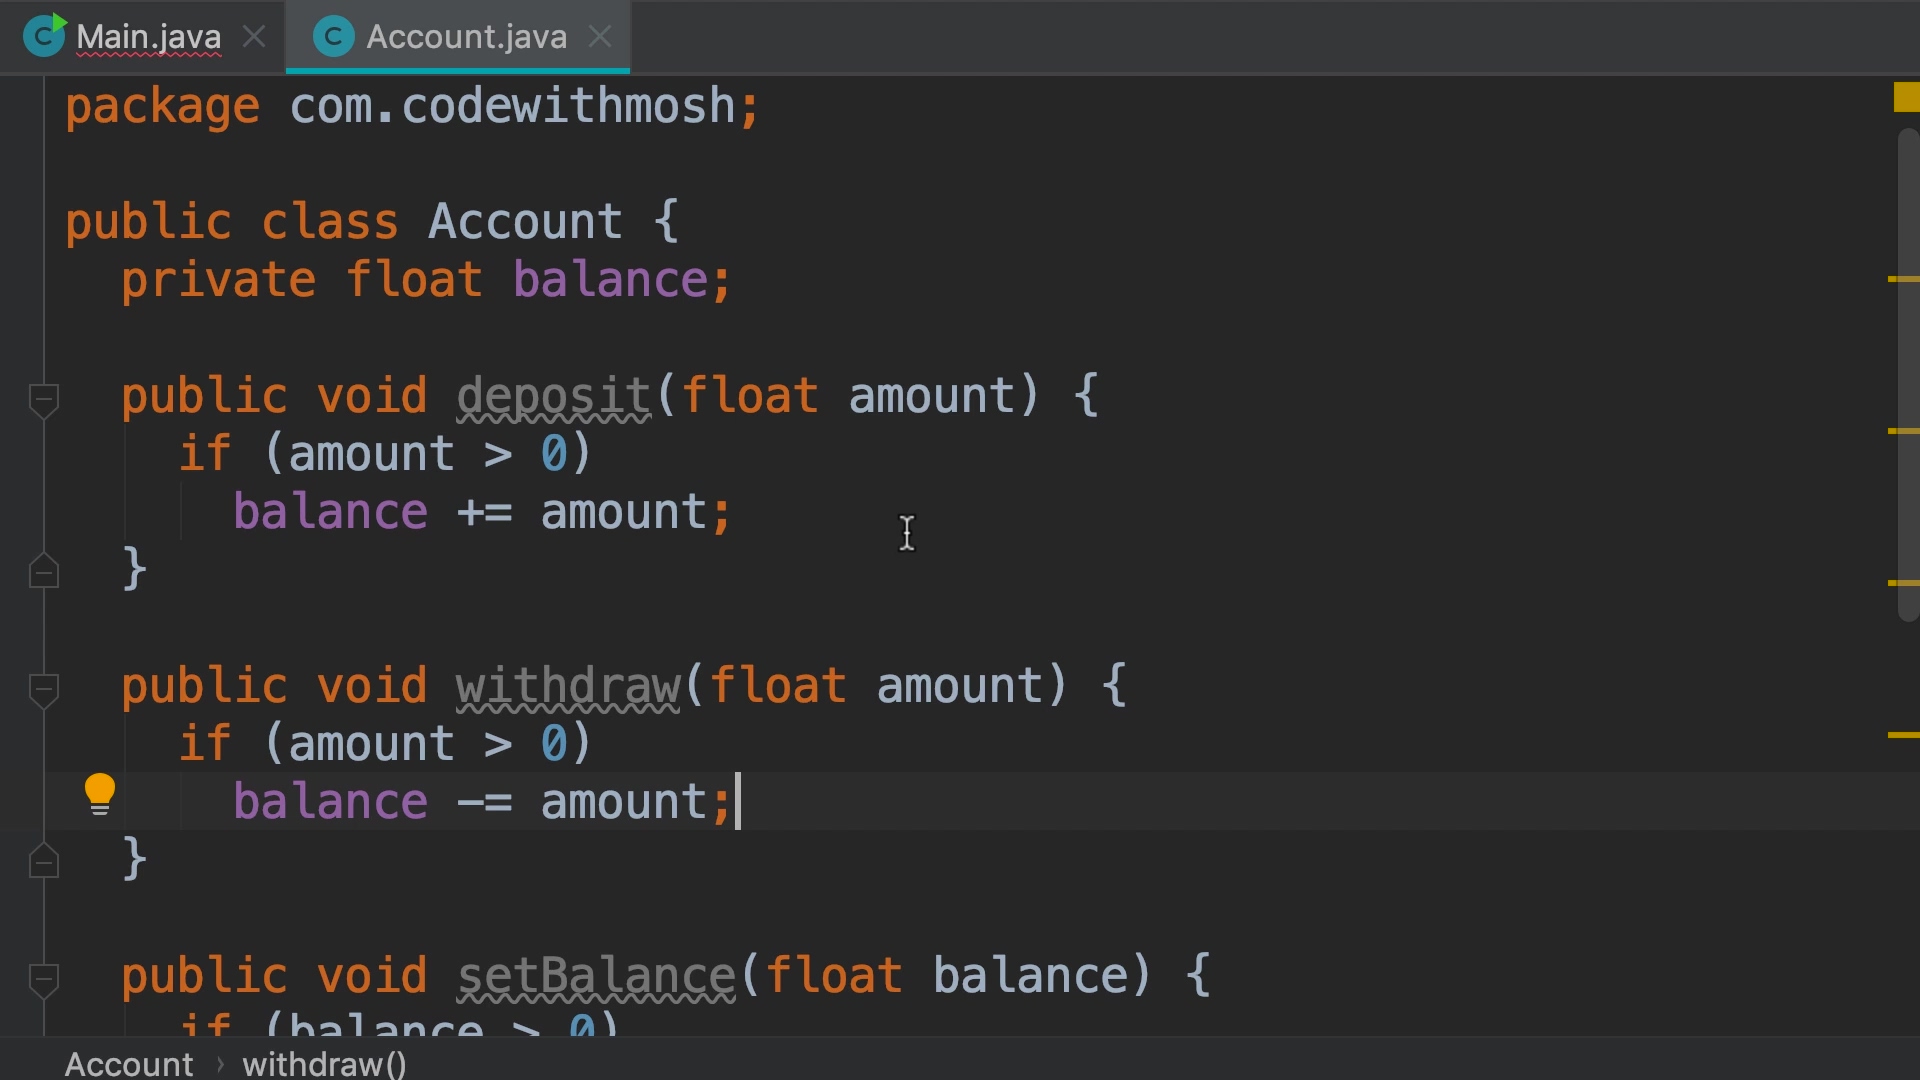 Main.java Account.java
package com.codewithmosh;
public class Account {
private float balance;
public void deposit(float amount) {
if (amount > 0)
balance += amount;
}
public void withdraw(float amount) {
if (amount > 0)
balance -= amount;
}
public void setBalance(float balance) {
if (balance > 0)
Account › withdraw()